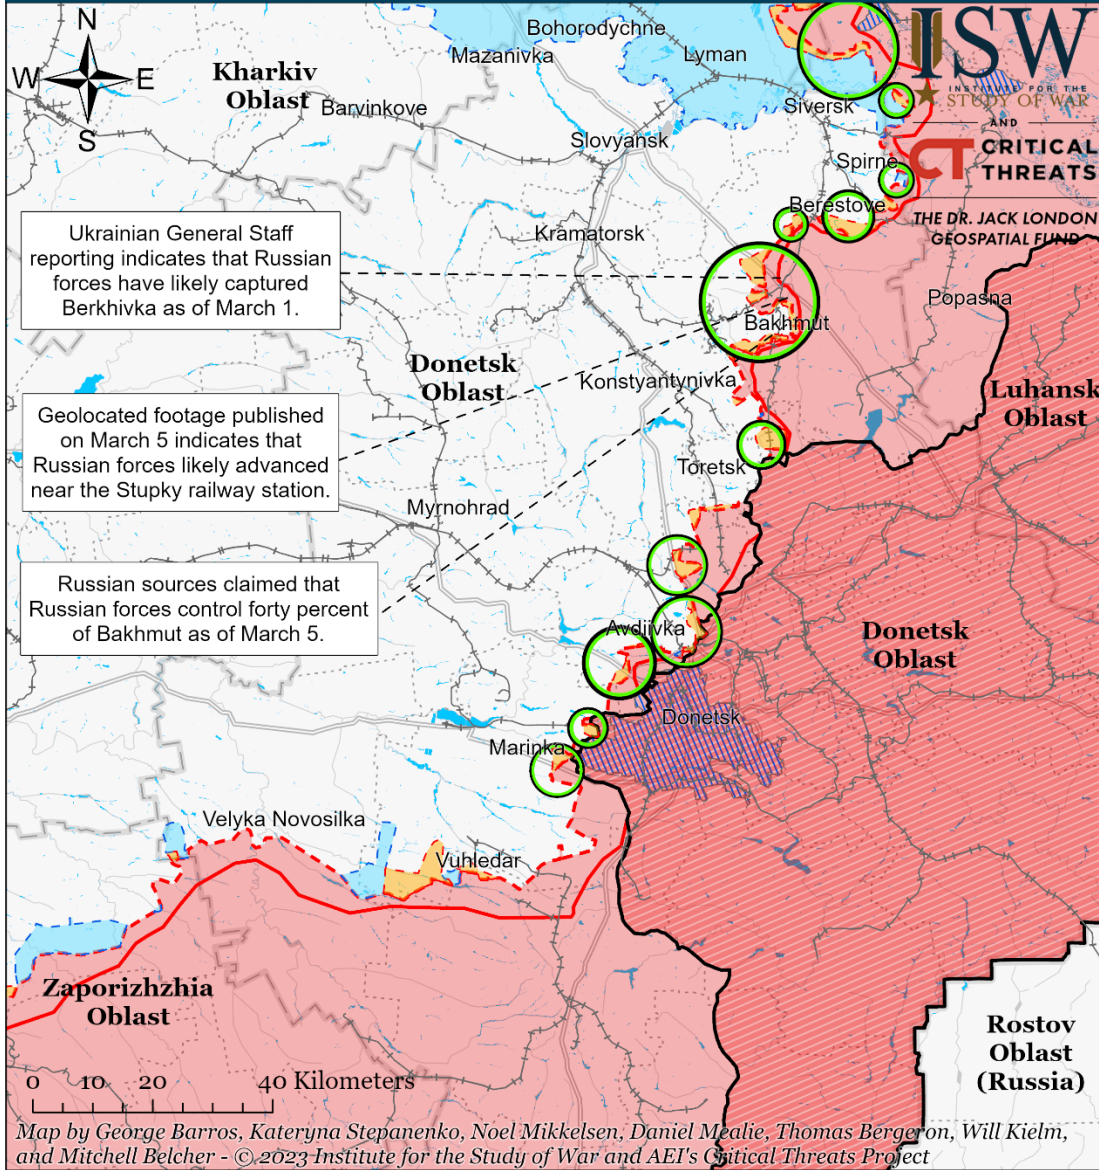 N
W
E
S
Bohorodychne
Mazanivka
Lyman
Kharkiv
Oblast
Barvinkove
Siversk
Slovyansk
ISW
INSTITUTE FOR THE
STUDY OF WAR
AND
CT CRITICAL
THREATS
THE DR. JACK LONDON
GEOSPATIAL FUND
Spirne
Berestove
Kramatorsk
Ukrainian General Staff
reporting indicates that Russian
forces have likely captured
Berkhivka as of March 1.
Popasna
Bakhmut
Donetsk
Oblast
Konstyantynivka
Luhansk
Oblast
Geolocated footage published
on March 5 indicates that
Russian forces likely advanced
near the Stupky railway station.
Toretsk
Myrnohrad
Russian sources claimed that
Russian forces control forty percent
of Bakhmut as of March 5.
Avdiivka
Donetsk
Oblast
Donetsk
Marinka
Velyka Novosilka
Vuhledar
Zaporizhzhia
Oblast
Rostov
Oblast
(Russia)
0 10 20 40 Kilometers
Map by George Barros, Kateryna Stepanenko, Noel Mikkelsen, Daniel Mealie, Thomas Bergeron, Will Kielm,
and Mitchell Belcher - © 2023 Institute for the Study of War and AEI's Critical Threats Project